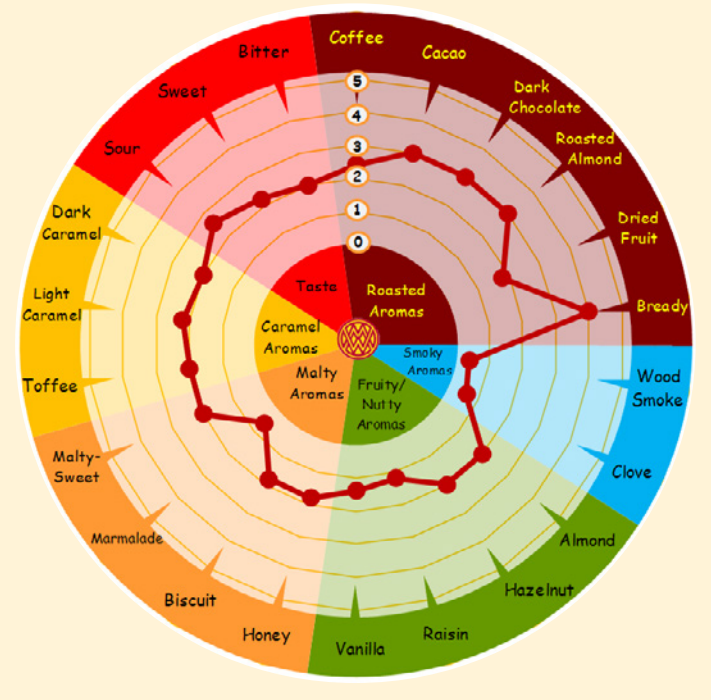 Coffee
Cacao
Dark
Chocolate
Roasted
Almond
Dried
Fruit
Bready
Wood
Smoke
Clove
Almond
Hazelnut
Raisin
Vanilla
Honey
Biscuit
Marmalade
Malty-
Sweet
Toffee
Light
Caramel
Dark
Caramel
Sour
Sweet
Bitter
5
4
3
2
1
0
Taste
Roasted
Aromas
Caramel
Aromas
Smoky
Aromas
Malty
Aromas
Fruity/
Nutty
Aromas